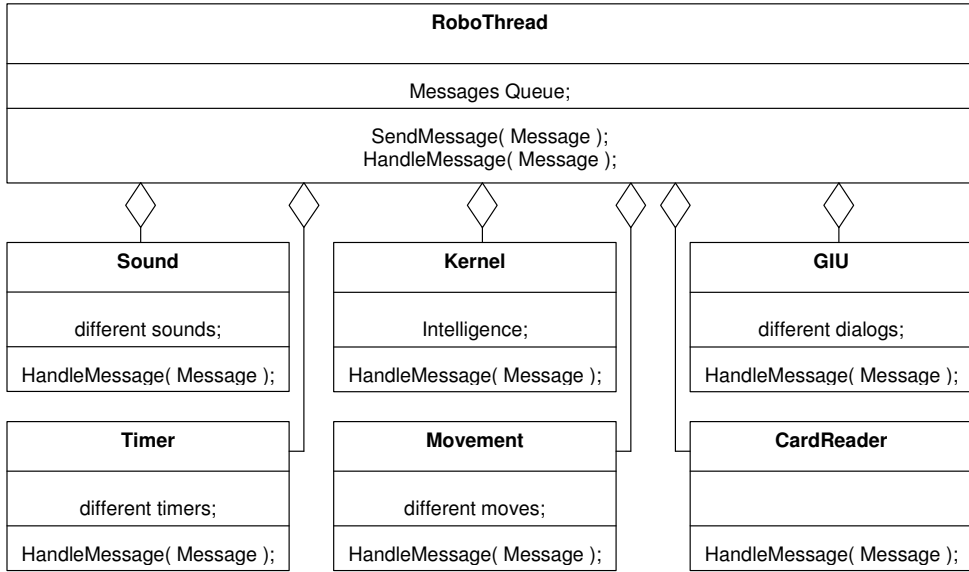 RoboThread
Messages Queue;
SendMessage( Message );
HandleMessage( Message );
Sound
different sounds;
HandleMessage( Message );
Kernel
Intelligence;
HandleMessage( Message );
GIU
different dialogs;
HandleMessage( Message );
Timer
different timers;
HandleMessage( Message );
Movement
different moves;
HandleMessage( Message );
CardReader
HandleMessage( Message );